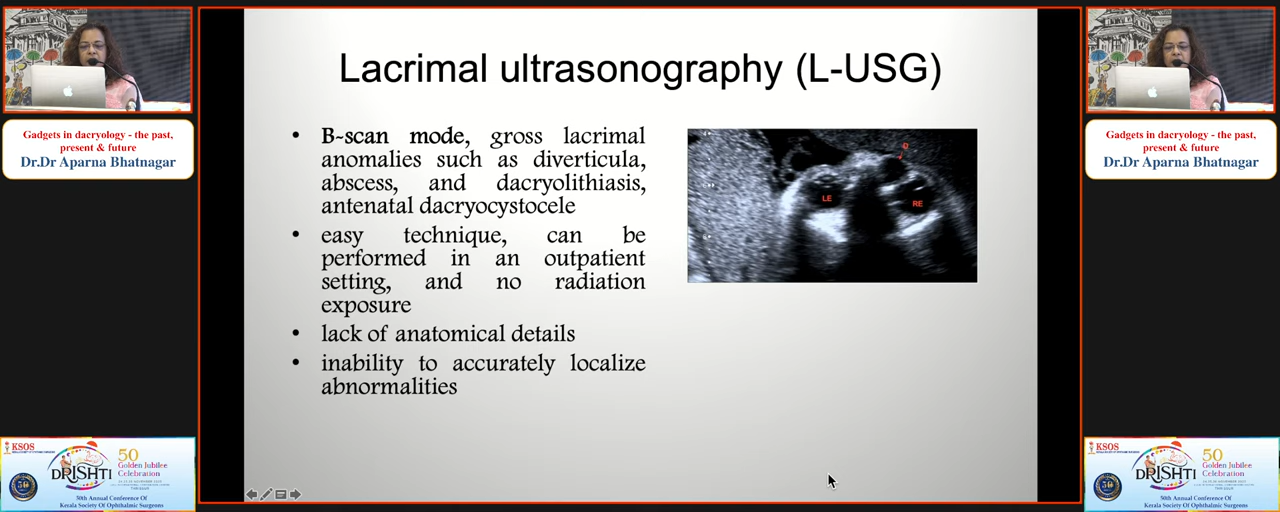 Lacrimal ultrasonography (L-USG)
• B-scan mode, gross lacrimal
anomalies such as diverticula,
abscess, and dacryolithiasis,
antenatal dacryocystocele
• easy technique, can be
performed in an outpatient
setting, and no radiation
exposure
• lack of anatomical details
• inability to accurately localize
abnormalities
D
LE
RE
Gadgets in dacryology - the past,
present & future
Dr.Dr Aparna Bhatnagar
KSOS
50
Golden Jubilee
Celebration
DRISHTI
50th Annual Conference Of
Kerala Society Of Ophthalmic Surgeons
Gadgets in dacryology - the past,
present & future
Dr.Dr Aparna Bhatnagar
KSOS
50
Golden Jubilee
Celebration
DRISHTI
50th Annual Conference Of
Kerala Society Of Ophthalmic Surgeons